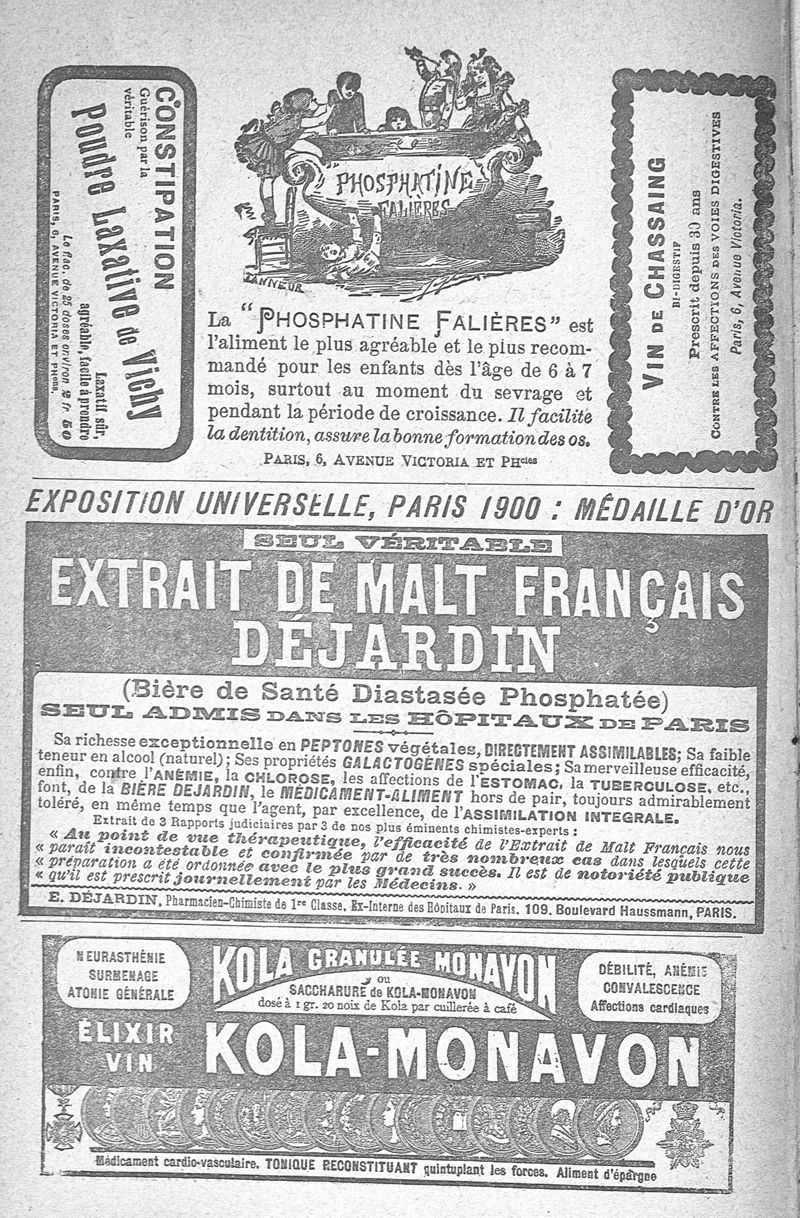 CONSTIPATION
Guérison par la
véritable
Poudre Laxative de Vichy
Laxatif sûr,
agréable, facile à prendre
Le flac. de 25 doses environ 2 fr 50
PARIS, 6, AVENUE VICTORIA ET PHcies.
PHOSPHATINE
FALIÈRES
La "PHOSPHATINE FALIÈRES" est
l'aliment le plus agréable et le plus recom-
mandé pour les enfants dès l'âge de 6 à 7
mois, surtout au moment du sevrage et
pendant la période de croissance. Il facilite
la dentition, assure la bonne formation des os.
PARIS, 6, AVENUE VICTORIA ET PHcies
VIN DE CHASSAING
BI-DIGESTIF
Prescrit depuis 30 ans
CONTRE LES AFFECTIONS DES VOIES DIGESTIVES
Paris, 6, Avenue Victoria.
EXPOSITION UNIVERSELLE, PARIS 1900 : MÉDAILLE D'OR
SEUL VÉRITABLE
EXTRAIT DE MALT FRANÇAIS
DÉJARDIN
(Bière de Santé Diastasée Phosphatée)
SEUL ADMIS DANS LES HÔPITAUX DE PARIS
Sa richesse exceptionnelle en PEPTONES végétales, DIRECTEMENT ASSIMILABLES; Sa faible
teneur en alcool (naturel); Ses propriétés GALACTOGÈNES spéciales; Sa merveilleuse efficacité,
enfin, contre l'ANÉMIE, la CHLOROSE, les affections de l'ESTOMAC, la TUBERCULOSE, etc.,
font, de la BIÈRE DEJARDIN, le MÉDICAMENT-ALIMENT hors de pair, toujours admirablement
toléré, en même temps que l'agent, par excellence, de l'ASSIMILATION INTEGRALE.
Extrait de 3 Rapports judiciaires par 3 de nos plus éminents chimistes-experts :
« Au point de vue thérapeutique, l'efficacité de l'Extrait de Malt Français nous
« paraît incontestable et confirmée par de très nombreux cas dans lesquels cette
« préparation a été ordonnée avec le plus grand succès. Il est de notoriété publique
« qu'il est prescrit journellement par les Médecins. »
E. DÉJARDIN, Pharmacien-Chimiste de 1re Classe. Ex-Interne des Hôpitaux de Paris. 109. Boulevard Haussmann, PARIS.
NEURASTHÉNIE
SURMENAGE
ATONIE GÉNÉRALE
KOLA GRANULÉE MONAVON
ou
SACCHARURE de KOLA-MONAVON
dosé à 1 gr. 20 noix de Kola par cuillerée à café
DÉBILITÉ, ANÉMIE
CONVALESCENCE
Affections cardiaques
ÉLIXIR
VIN
KOLA-MONAVON
Médicament cardio-vasculaire. TONIQUE RECONSTITUANT quintuplant les forces. Aliment d'épargne